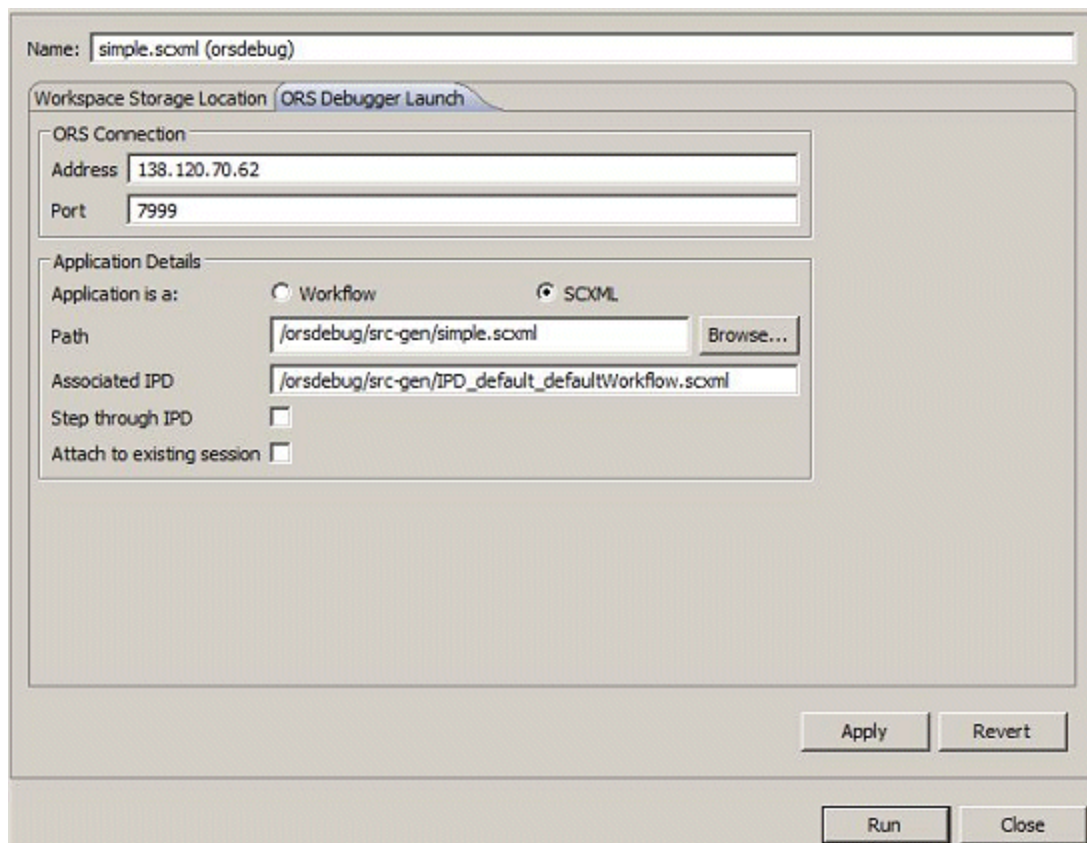 Name: simple.scxml (orsdebug)
Workspace Storage Location ORS Debugger Launch
ORS Connection
Address 138.120.70.62
Port 7999
Application Details
Application is a: Workflow SCXML
Path /orsdebug/src-gen/simple.scxml Browse...
Associated IPD /orsdebug/src-gen/IPD_default_defaultWorkflow.scxml
Step through IPD
Attach to existing session
Apply Revert
Run Close